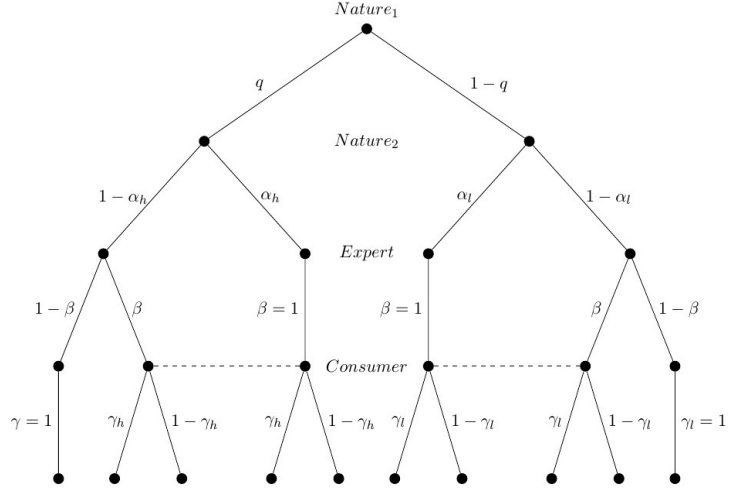 Nature₁
q 1 − q
Nature₂
1 − αₕ αₕ αₗ 1 − αₗ
Expert
1 − β β β = 1 β = 1 β 1 − β
Consumer
γ = 1 γₕ 1 − γₕ γₕ 1 − γₕ γₗ 1 − γₗ γₗ 1 − γₗ γₗ = 1